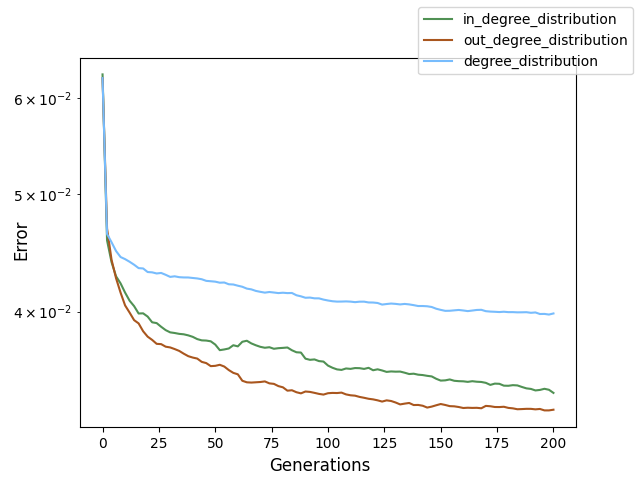 in_degree_distribution
out_degree_distribution
degree_distribution
6 × 10⁻²
5 × 10⁻²
4 × 10⁻²
Error
0 25 50 75 100 125 150 175 200
Generations